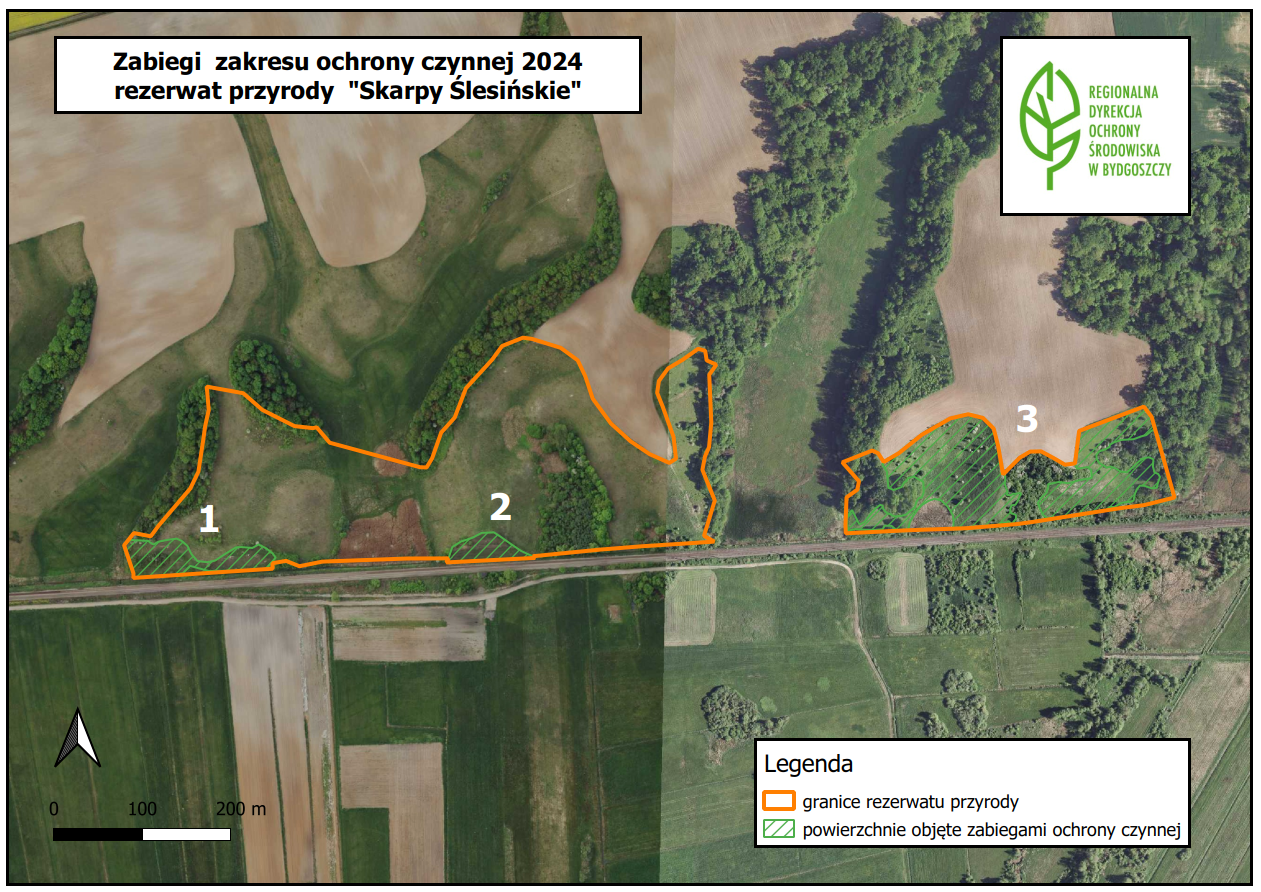 Zabiegi zakresu ochrony czynnej 2024
rezerwat przyrody "Skarpy Ślesińskie"
REGIONALNA
DYREKCJA
OCHRONY
ŚRODOWISKA
W BYDGOSZCZY
3
2
1
Legenda
granice rezerwatu przyrody
powierzchnie objęte zabiegami ochrony czynnej
0 100 200 m